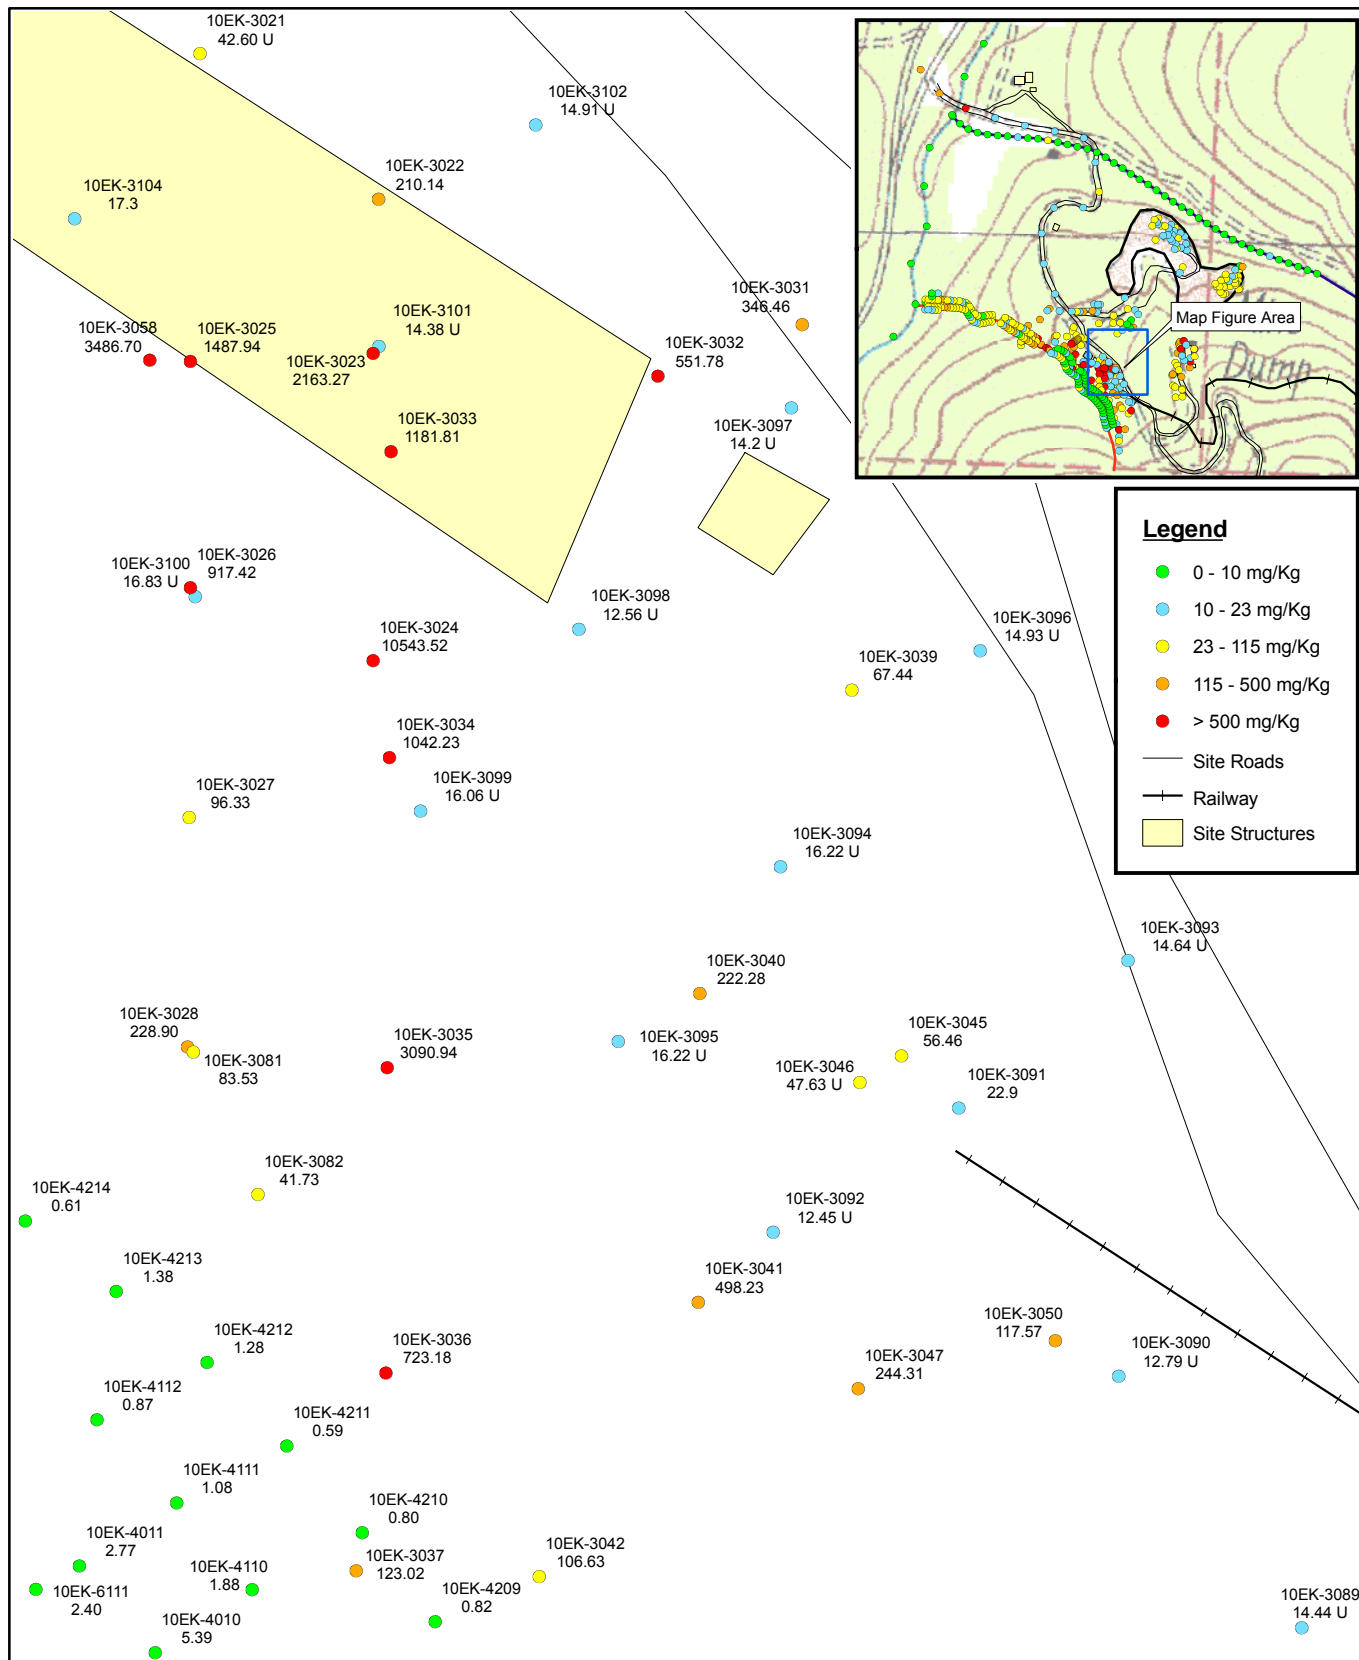 10EK-3021
42.60 U
10EK-3102
14.91 U
10EK-3022
210.14
10EK-3104
17.3
10EK-3031
346.46
10EK-3101
14.38 U
10EK-3058
3486.70
10EK-3025
1487.94
10EK-3023
2163.27
10EK-3032
551.78
10EK-3033
1181.81
10EK-3097
14.2 U
Map Figure Area
Dump
Legend
0 - 10 mg/Kg
10 - 23 mg/Kg
23 - 115 mg/Kg
115 - 500 mg/Kg
> 500 mg/Kg
Site Roads
Railway
Site Structures
10EK-3100
16.83 U
10EK-3026
917.42
10EK-3098
12.56 U
10EK-3096
14.93 U
10EK-3024
10543.52
10EK-3039
67.44
10EK-3034
1042.23
10EK-3027
96.33
10EK-3099
16.06 U
10EK-3094
16.22 U
10EK-3093
14.64 U
10EK-3040
222.28
10EK-3028
228.90
10EK-3081
83.53
10EK-3035
3090.94
10EK-3095
16.22 U
10EK-3045
56.46
10EK-3046
47.63 U
10EK-3091
22.9
10EK-3082
41.73
10EK-4214
0.61
10EK-3092
12.45 U
10EK-4213
1.38
10EK-3041
498.23
10EK-4212
1.28
10EK-3036
723.18
10EK-3050
117.57
10EK-3090
12.79 U
10EK-3047
244.31
10EK-4112
0.87
10EK-4211
0.59
10EK-4111
1.08
10EK-4210
0.80
10EK-4011
2.77
10EK-4110
1.88
10EK-3037
123.02
10EK-3042
106.63
10EK-6111
2.40
10EK-4209
0.82
10EK-4010
5.39
10EK-3089
14.44 U